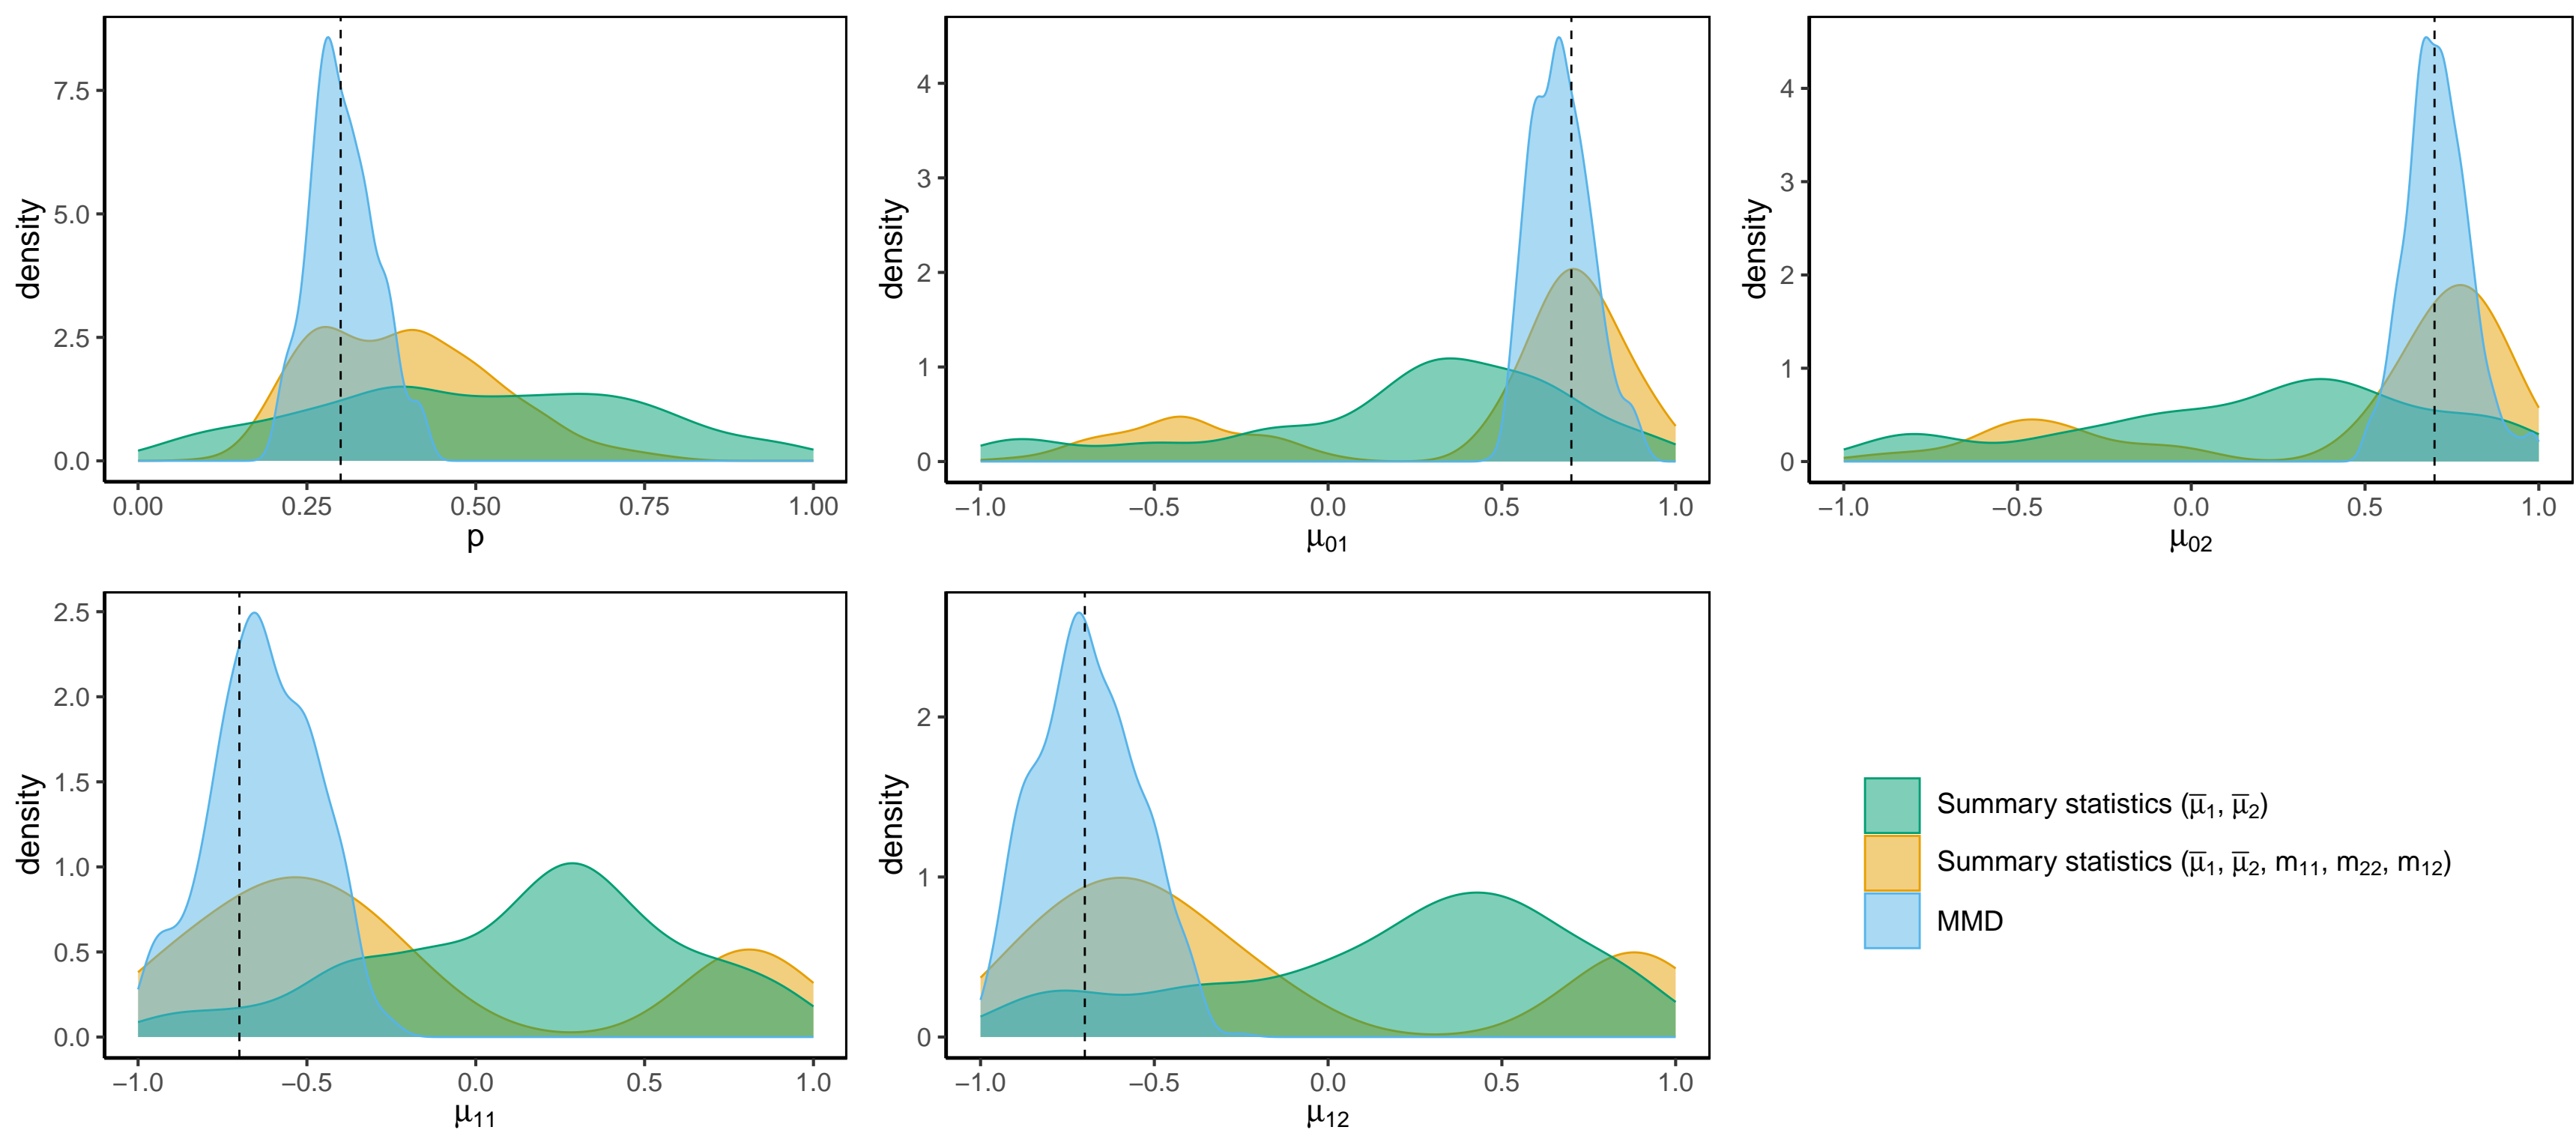 density
7.5
5.0
2.5
0.0
0.00 0.25 0.50 0.75 1.00
p
density
4
3
2
1
0
−1.0 −0.5 0.0 0.5 1.0
μ₀₁
density
4
3
2
1
0
−1.0 −0.5 0.0 0.5 1.0
μ₀₂
density
2.5
2.0
1.5
1.0
0.5
0.0
−1.0 −0.5 0.0 0.5 1.0
μ₁₁
density
2
1
0
−1.0 −0.5 0.0 0.5 1.0
μ₁₂
Summary statistics (μ̅₁, μ̅₂)
Summary statistics (μ̅₁, μ̅₂, m₁₁, m₂₂, m₁₂)
MMD